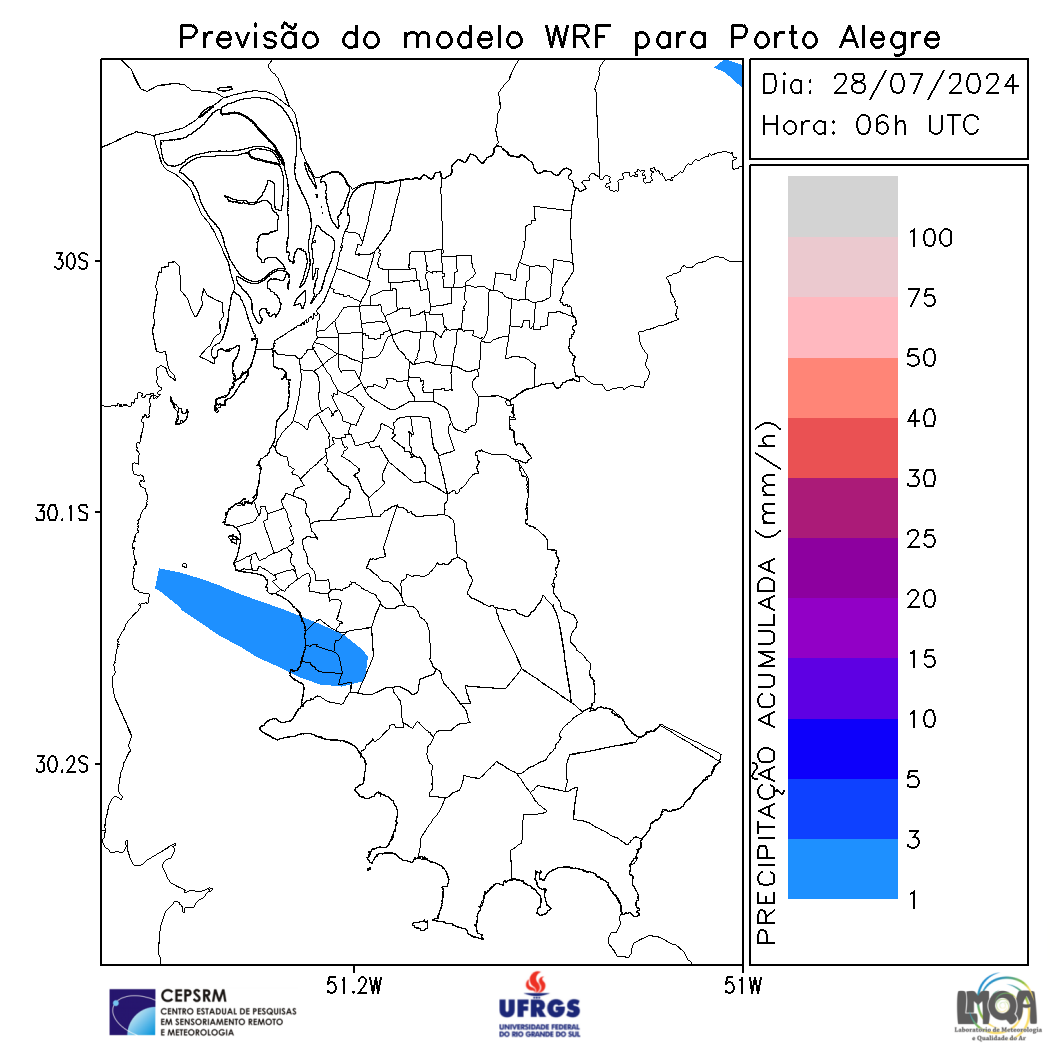 Previsão do modelo WRF para Porto Alegre
Dia: 28/07/2024
Hora: 06h UTC
30S
30.1S
30.2S
51.2W
51W
PRECIPITAÇÃO ACUMULADA (mm/h)
100
75
50
40
30
25
20
15
10
5
3
1
CEPSRM
CENTRO ESTADUAL DE PESQUISAS
EM SENSORIAMENTO REMOTO
E METEOROLOGIA
UFRGS
UNIVERSIDADE FEDERAL
DO RIO GRANDE DO SUL
LMQA
Laboratório de Meteorologia
e Qualidade do Ar